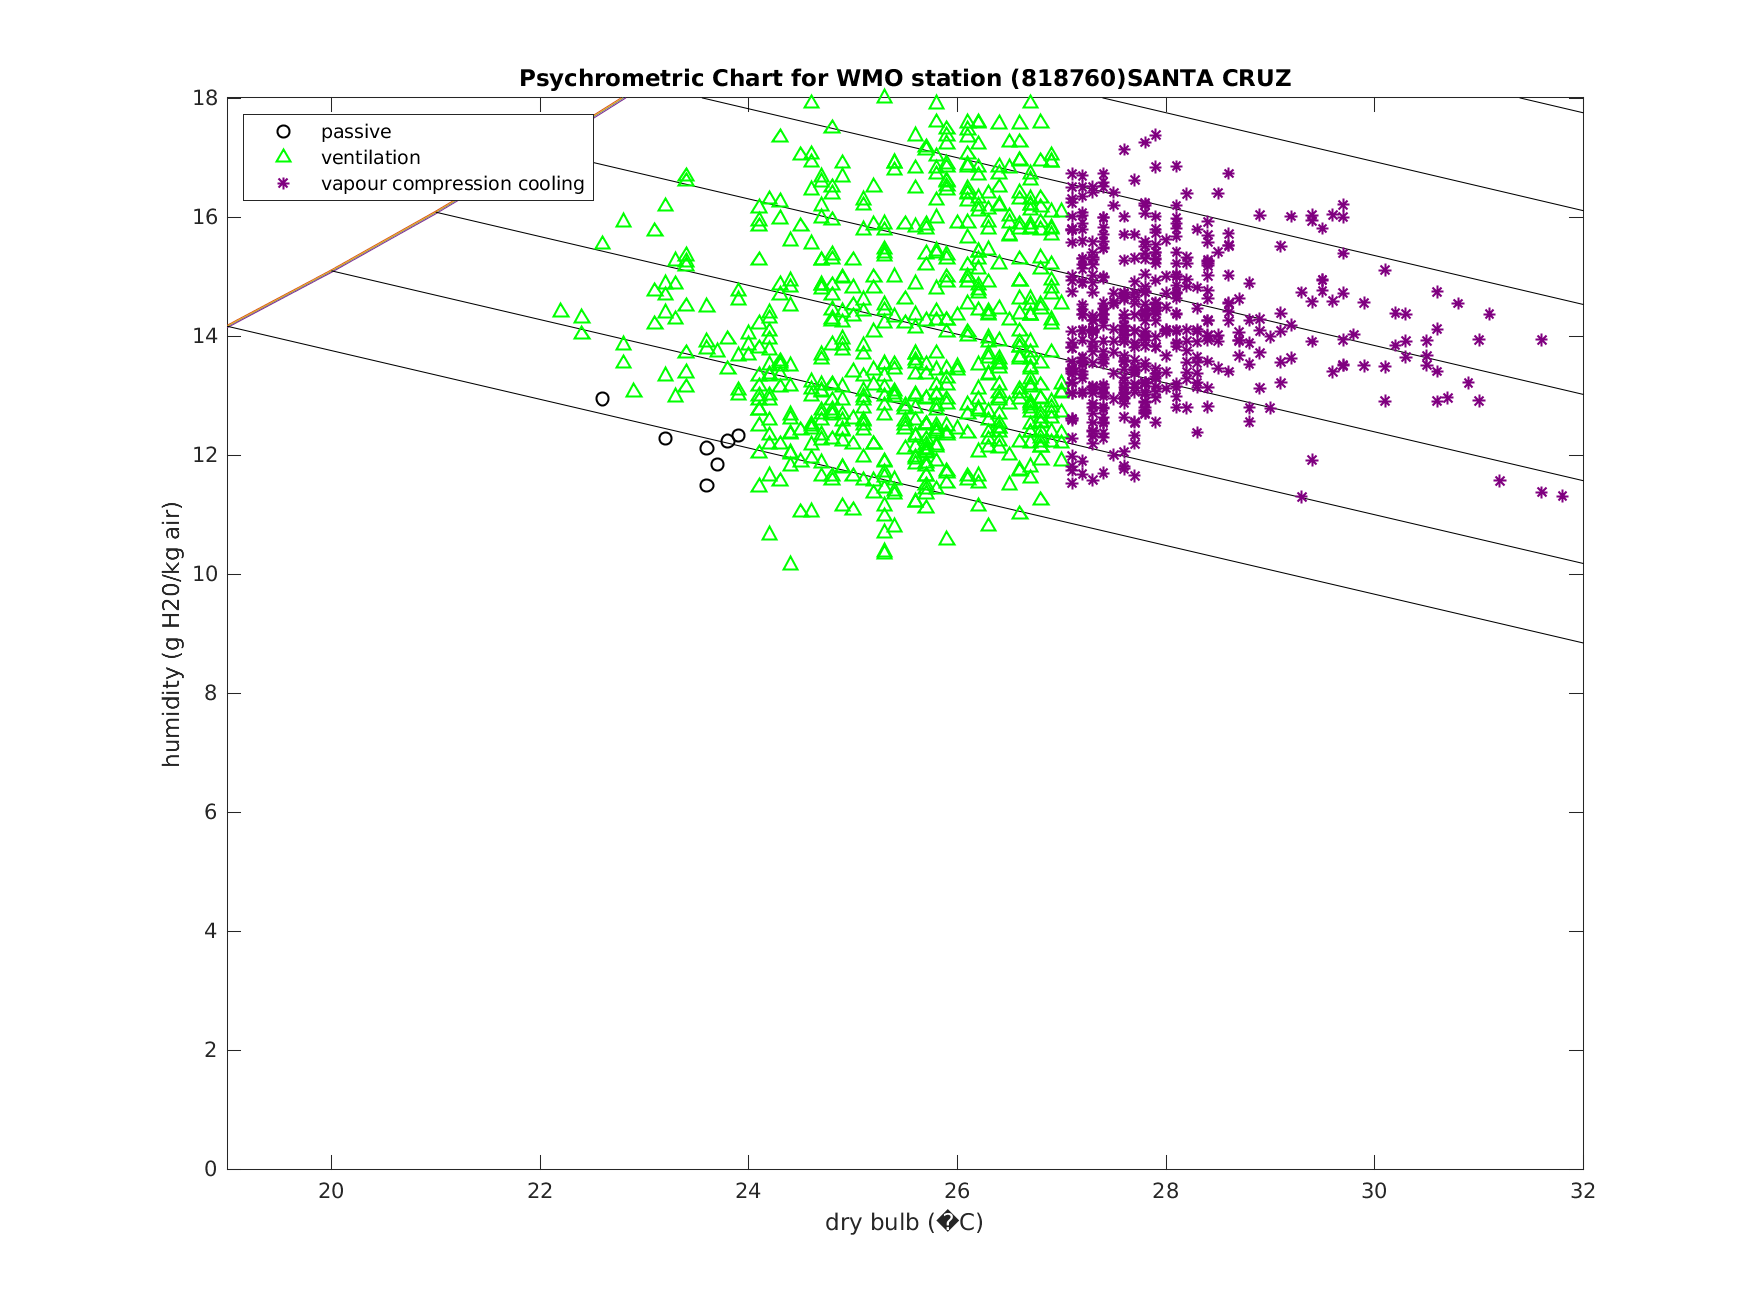 Psychrometric Chart for WMO station (818760)SANTA CRUZ
passive
ventilation
vapour compression cooling
humidity (g H20/kg air)
18
16
14
12
10
8
6
4
2
0
20 22 24 26 28 30 32
dry bulb (�C)